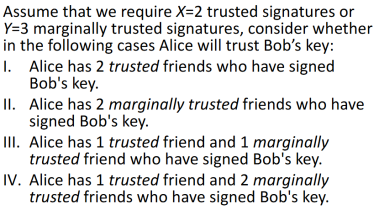 Assume that we require X=2 trusted signatures or
Y=3 marginally trusted signatures, consider whether
in the following cases Alice will trust Bob's key:
I. Alice has 2 trusted friends who have signed
Bob's key.
II. Alice has 2 marginally trusted friends who have
signed Bob's key.
III. Alice has 1 trusted friend and 1 marginally
trusted friend who have signed Bob's key.
IV. Alice has 1 trusted friend and 2 marginally
trusted friends who have signed Bob's key.